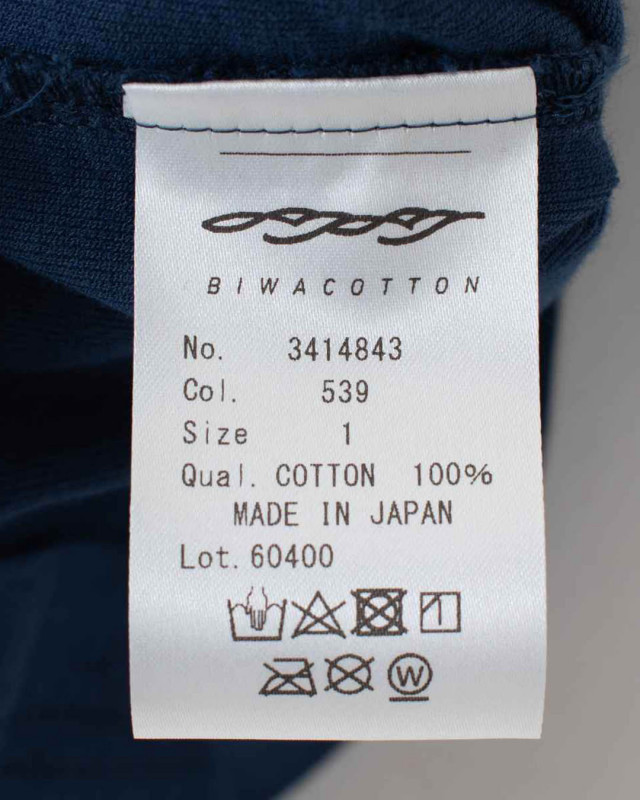 BIWACOTTON
No. 3414843
Col. 539
Size 1
Qual. COTTON 100%
MADE IN JAPAN
Lot. 60400
W